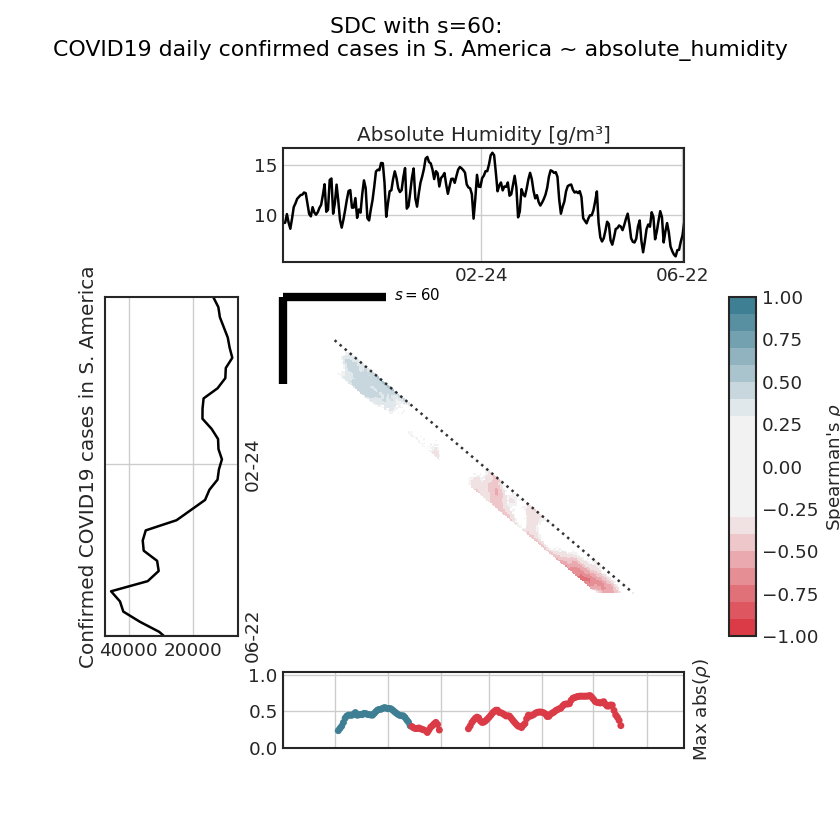 SDC with s=60:
COVID19 daily confirmed cases in S. America ~ absolute_humidity
Absolute Humidity [g/m³]
15
10
02-24
06-22
Confirmed COVID19 cases in S. America
40000
20000
02-24
06-22
s = 60
1.00
0.75
0.50
0.25
0.00
−0.25
−0.50
−0.75
−1.00
Spearman's ρ
1.0
0.5
0.0
Max abs(ρ)